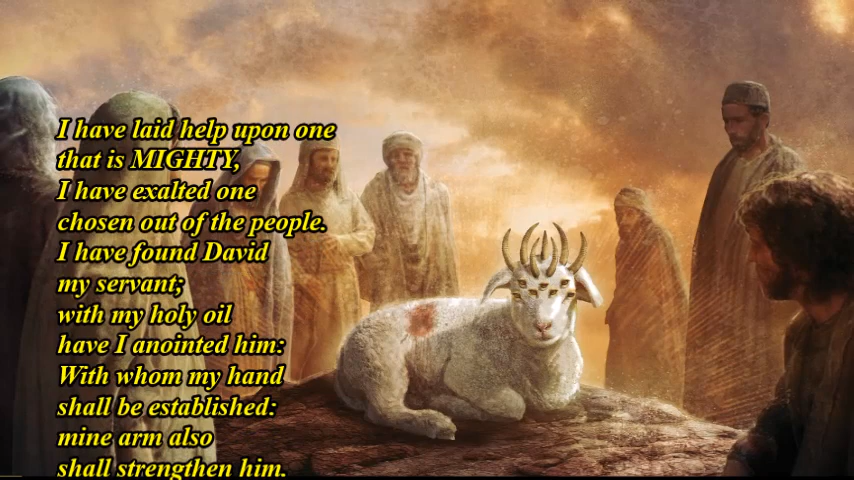 I have laid help upon one
that is MIGHTY,
I have exalted one
chosen out of the people.
I have found David
my servant;
with my holy oil
have I anointed him:
With whom my hand
shall be established:
mine arm also
shall strengthen him.